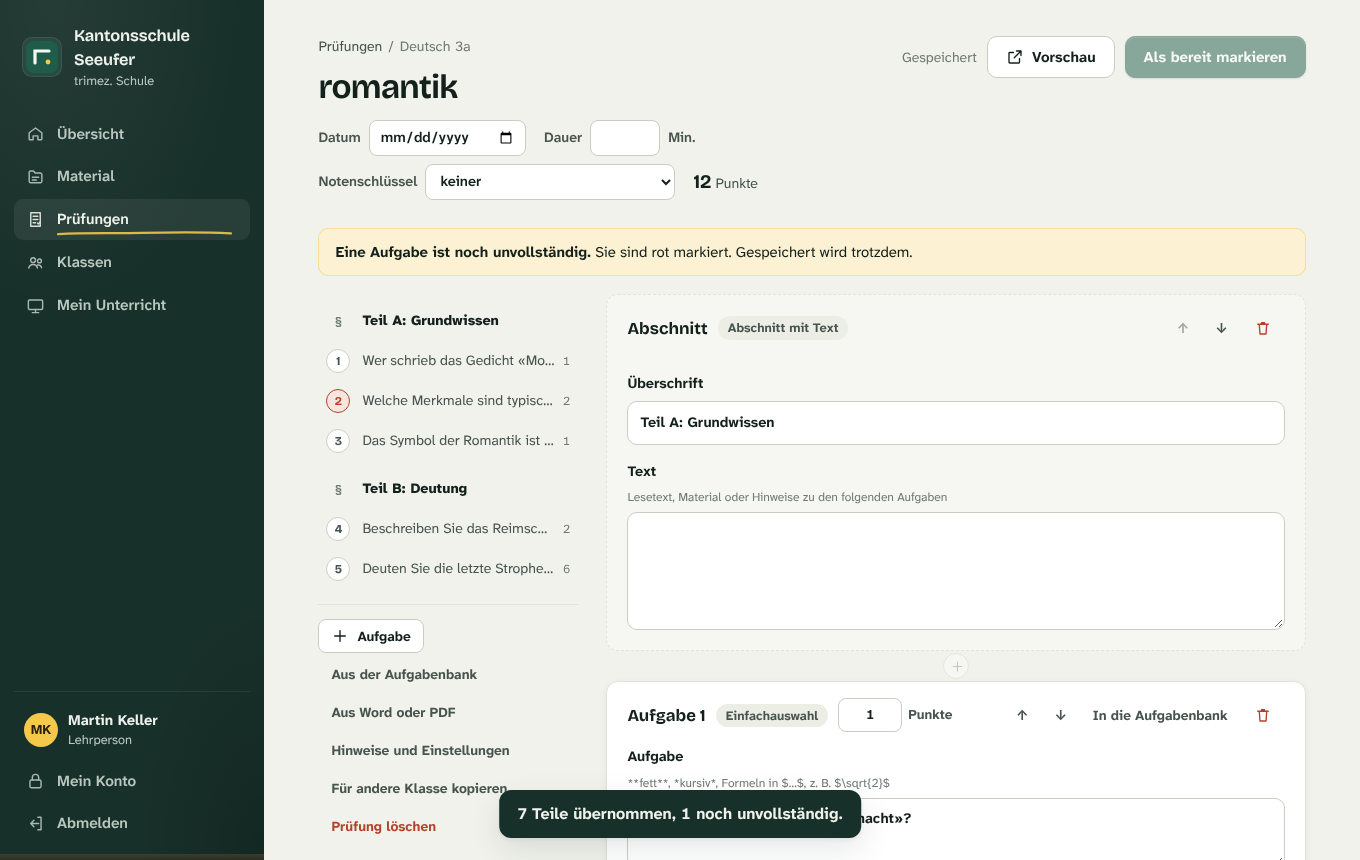 Kantonsschule
Seeufer
trimez. Schule
Übersicht
Material
Prüfungen
Klassen
Mein Unterricht
MK
Martin Keller
Lehrperson
Mein Konto
Abmelden
Prüfungen / Deutsch 3a
romantik
Gespeichert
Vorschau
Als bereit markieren
Datum mm/dd/yyyy Dauer Min.
Notenschlüssel keiner 12 Punkte
Eine Aufgabe ist noch unvollständig. Sie sind rot markiert. Gespeichert wird trotzdem.
§ Teil A: Grundwissen
1 Wer schrieb das Gedicht «Mo... 1
2 Welche Merkmale sind typisc... 2
3 Das Symbol der Romantik ist ... 1
§ Teil B: Deutung
4 Beschreiben Sie das Reimsc... 2
5 Deuten Sie die letzte Strophe... 6
Aufgabe
Aus der Aufgabenbank
Aus Word oder PDF
Hinweise und Einstellungen
Für andere Klasse kopieren
Prüfung löschen
Abschnitt Abschnitt mit Text
Überschrift
Teil A: Grundwissen
Text
Lesetext, Material oder Hinweise zu den folgenden Aufgaben
Aufgabe 1 Einfachauswahl 1 Punkte In die Aufgabenbank
Aufgabe
**fett**, *kursiv*, Formeln in $...$, z. B. $\sqrt{2}$
nacht»?
7 Teile übernommen, 1 noch unvollständig.